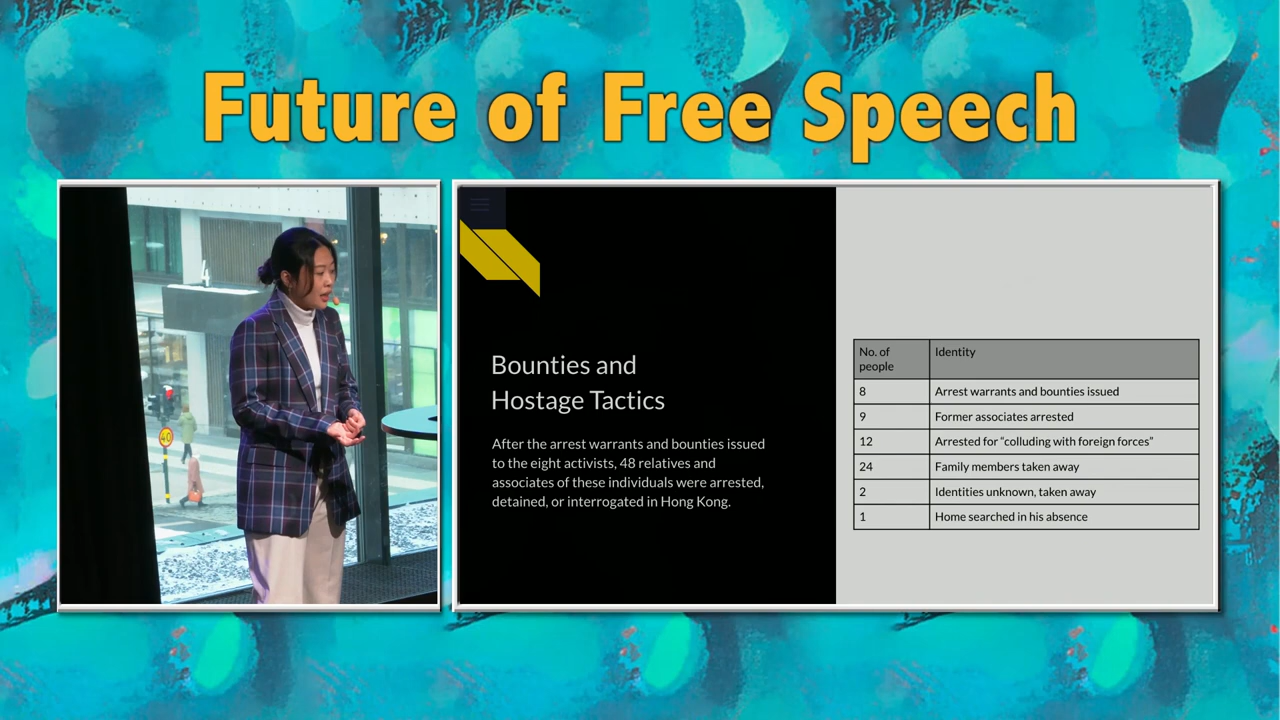 Future of Free Speech
4
40
Bounties and
Hostage Tactics
After the arrest warrants and bounties issued
to the eight activists, 48 relatives and
associates of these individuals were arrested,
detained, or interrogated in Hong Kong.
No. of
people
Identity
8 Arrest warrants and bounties issued
9 Former associates arrested
12 Arrested for “colluding with foreign forces”
24 Family members taken away
2 Identities unknown, taken away
1 Home searched in his absence